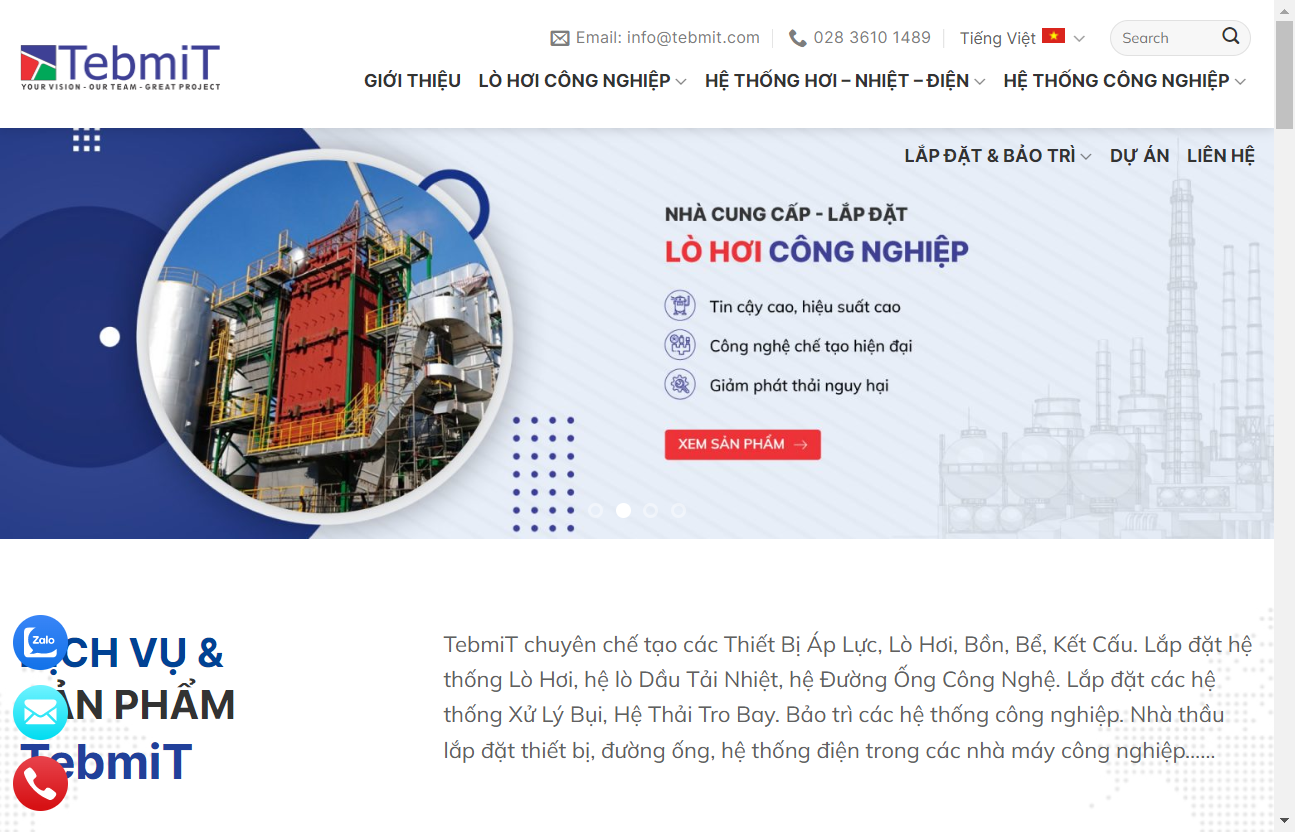 TebmiT
YOUR VISION - OUR TEAM - GREAT PROJECT
Email: info@tebmit.com
028 3610 1489
Tiếng Việt
Search
GIỚI THIỆU
LÒ HƠI CÔNG NGHIỆP
HỆ THỐNG HƠI – NHIỆT – ĐIỆN
HỆ THỐNG CÔNG NGHIỆP
LẮP ĐẶT & BẢO TRÌ
DỰ ÁN
LIÊN HỆ
NHÀ CUNG CẤP - LẮP ĐẶT
LÒ HƠI CÔNG NGHIỆP
Tin cậy cao, hiệu suất cao
Công nghệ chế tạo hiện đại
Giảm phát thải nguy hại
XEM SẢN PHẨM →
Zalo
DỊCH VỤ &
SẢN PHẨM
TebmiT
TebmiT chuyên chế tạo các Thiết Bị Áp Lực, Lò Hơi, Bồn, Bể, Kết Cấu. Lắp đặt hệ
thống Lò Hơi, hệ lò Dầu Tải Nhiệt, hệ Đường Ống Công Nghệ. Lắp đặt các hệ
thống Xử Lý Bụi, Hệ Thải Tro Bay. Bảo trì các hệ thống công nghiệp. Nhà thầu
lắp đặt thiết bị, đường ống, hệ thống điện trong các nhà máy công nghiệp......